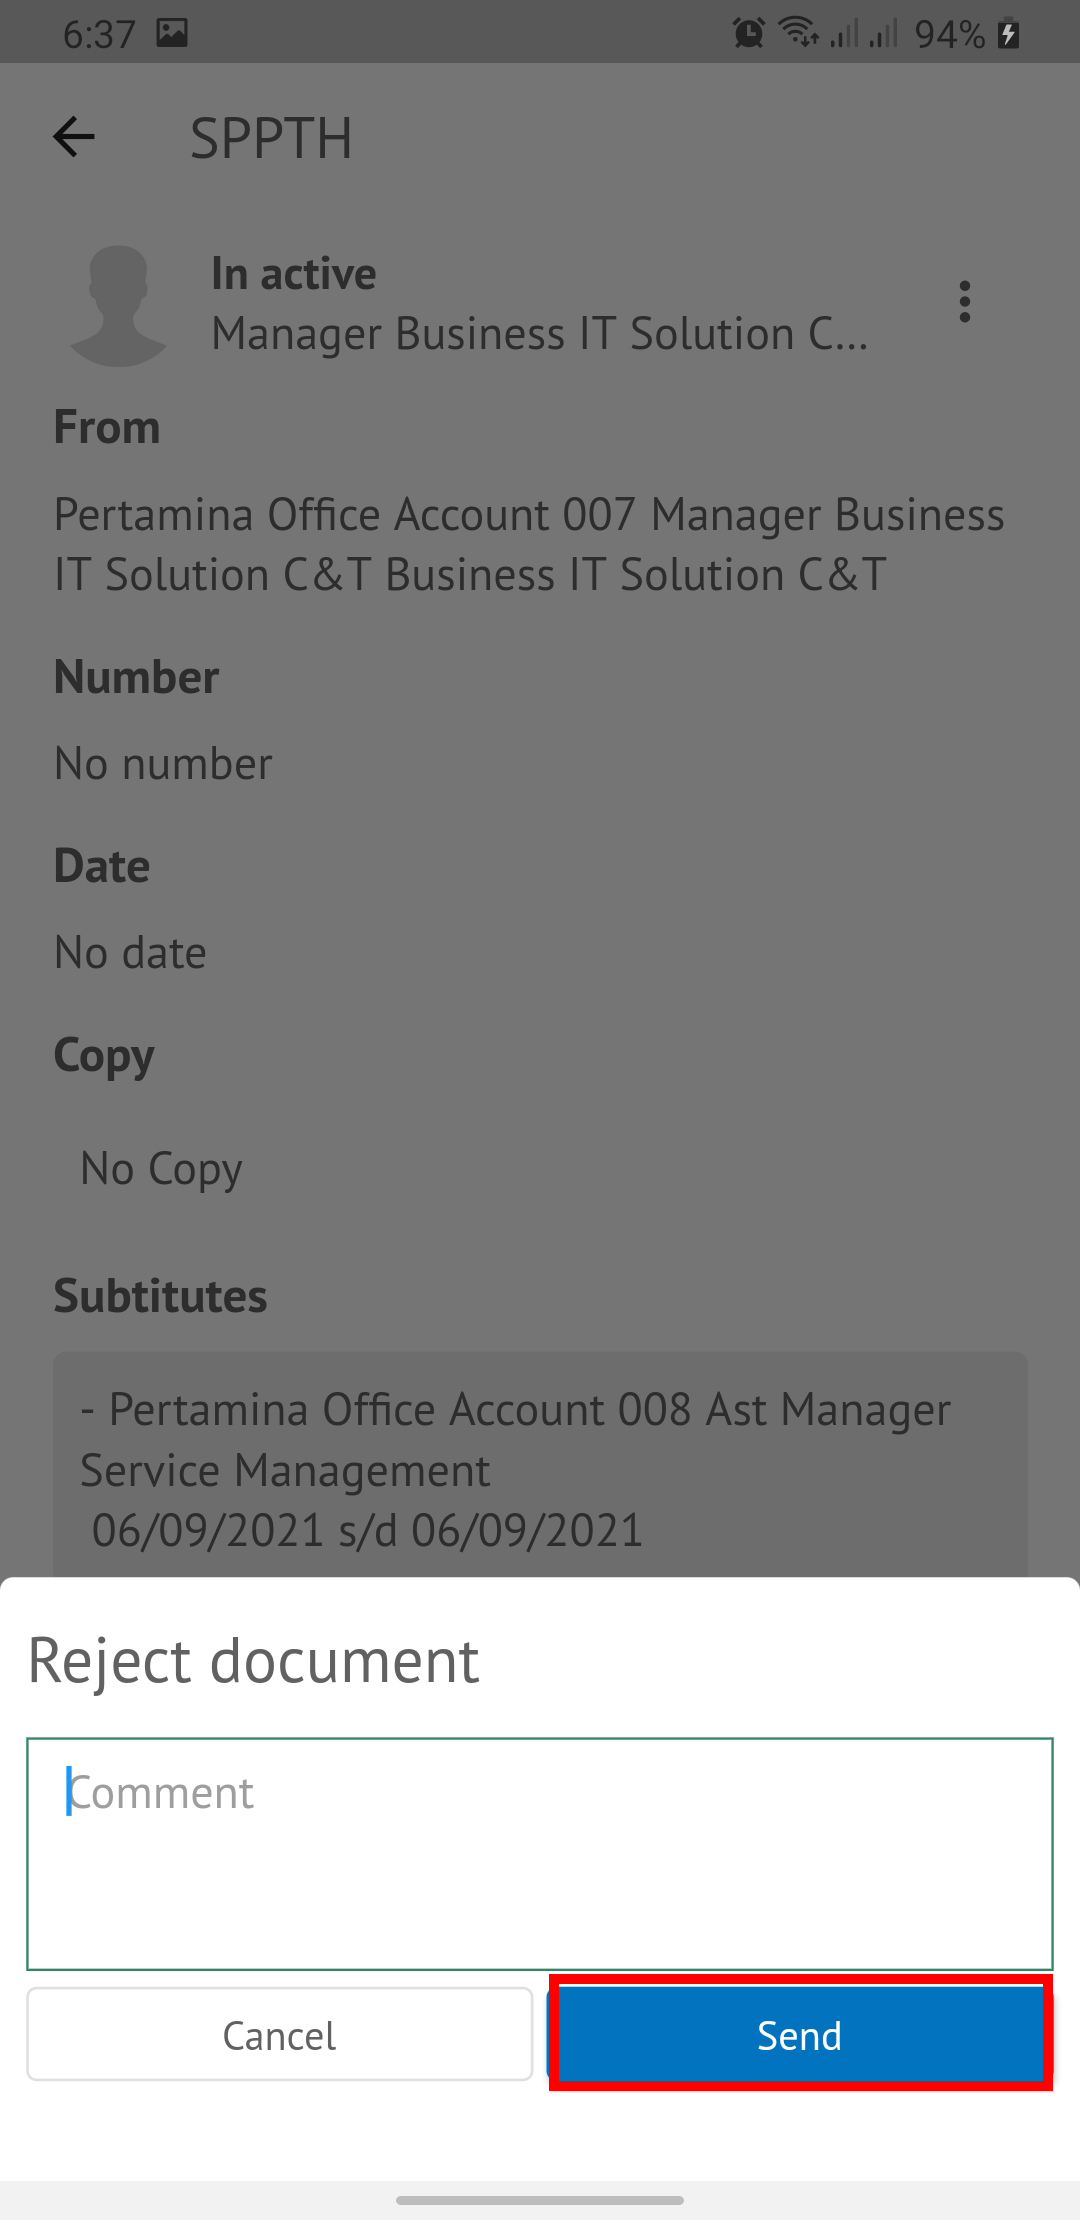 6:37
94%
SPPTH
In active
Manager Business IT Solution C...
From
Pertamina Office Account 007 Manager Business
IT Solution C&T Business IT Solution C&T
Number
No number
Date
No date
Copy
No Copy
Subtitutes
- Pertamina Office Account 008 Ast Manager
Service Management
06/09/2021 s/d 06/09/2021
Reject document
Comment
Cancel
Send